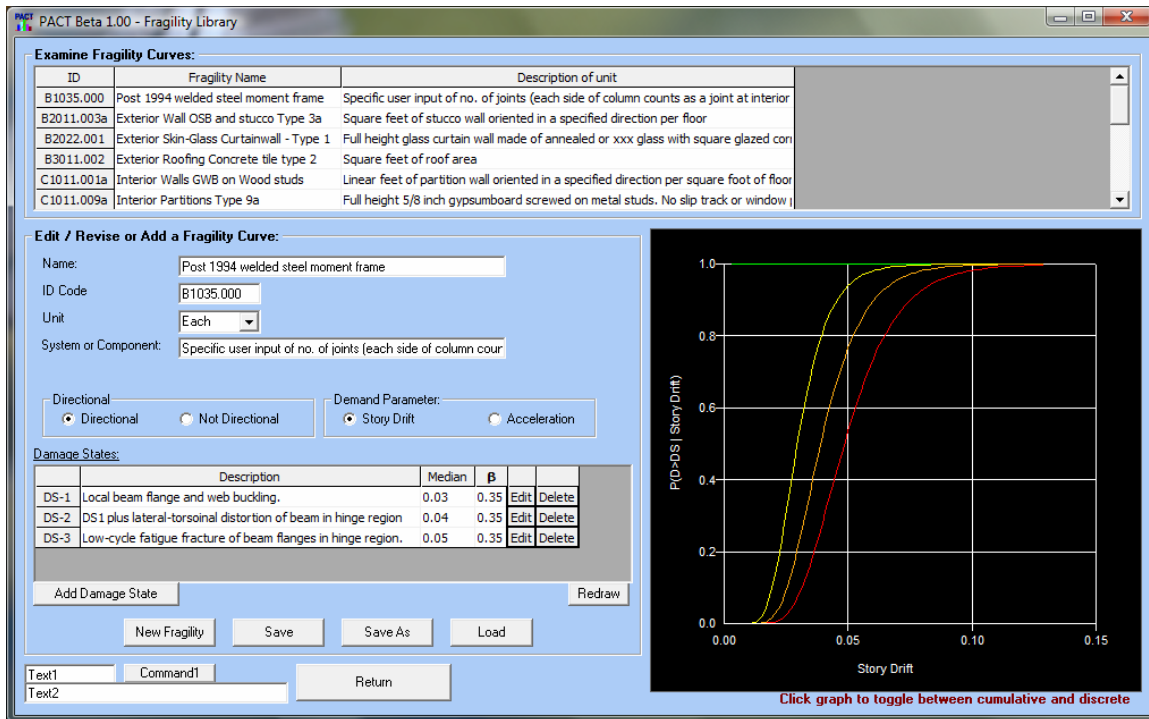 PACT Beta 1.00 - Fragility Library
Examine Fragility Curves:
ID Fragility Name Description of unit
B1035.000 Post 1994 welded steel moment frame Specific user input of no. of joints (each side of column counts as a joint at interior
B2011.003a Exterior Wall OSB and stucco Type 3a Square feet of stucco wall oriented in a specified direction per floor
B2022.001 Exterior Skin-Glass Curtainwall - Type 1 Full height glass curtain wall made of annealed or xxx glass with square glazed corn
B3011.002 Exterior Roofing Concrete tile type 2 Square feet of roof area
C1011.001a Interior Walls GWB on Wood studs Linear feet of partition wall oriented in a specified direction per square foot of floor
C1011.009a Interior Partitions Type 9a Full height 5/8 inch gypsumboard screwed on metal studs. No slip track or window
Edit / Revise or Add a Fragility Curve:
Name: Post 1994 welded steel moment frame
ID Code B1035.000
Unit Each
System or Component: Specific user input of no. of joints (each side of column cour
Directional
Directional Not Directional
Demand Parameter:
Story Drift Acceleration
Damage States:
Description Median β
DS-1 Local beam flange and web buckling. 0.03 0.35 Edit Delete
DS-2 DS1 plus lateral-torsoinal distortion of beam in hinge region 0.04 0.35 Edit Delete
DS-3 Low-cycle fatigue fracture of beam flanges in hinge region. 0.05 0.35 Edit Delete
Add Damage State Redraw
New Fragility Save Save As Load
Text1 Command1
Text2
Return
P(D>DS | Story Drift)
1.0
0.8
0.6
0.4
0.2
0.0
0.00 0.05 0.10 0.15
Story Drift
Click graph to toggle between cumulative and discrete